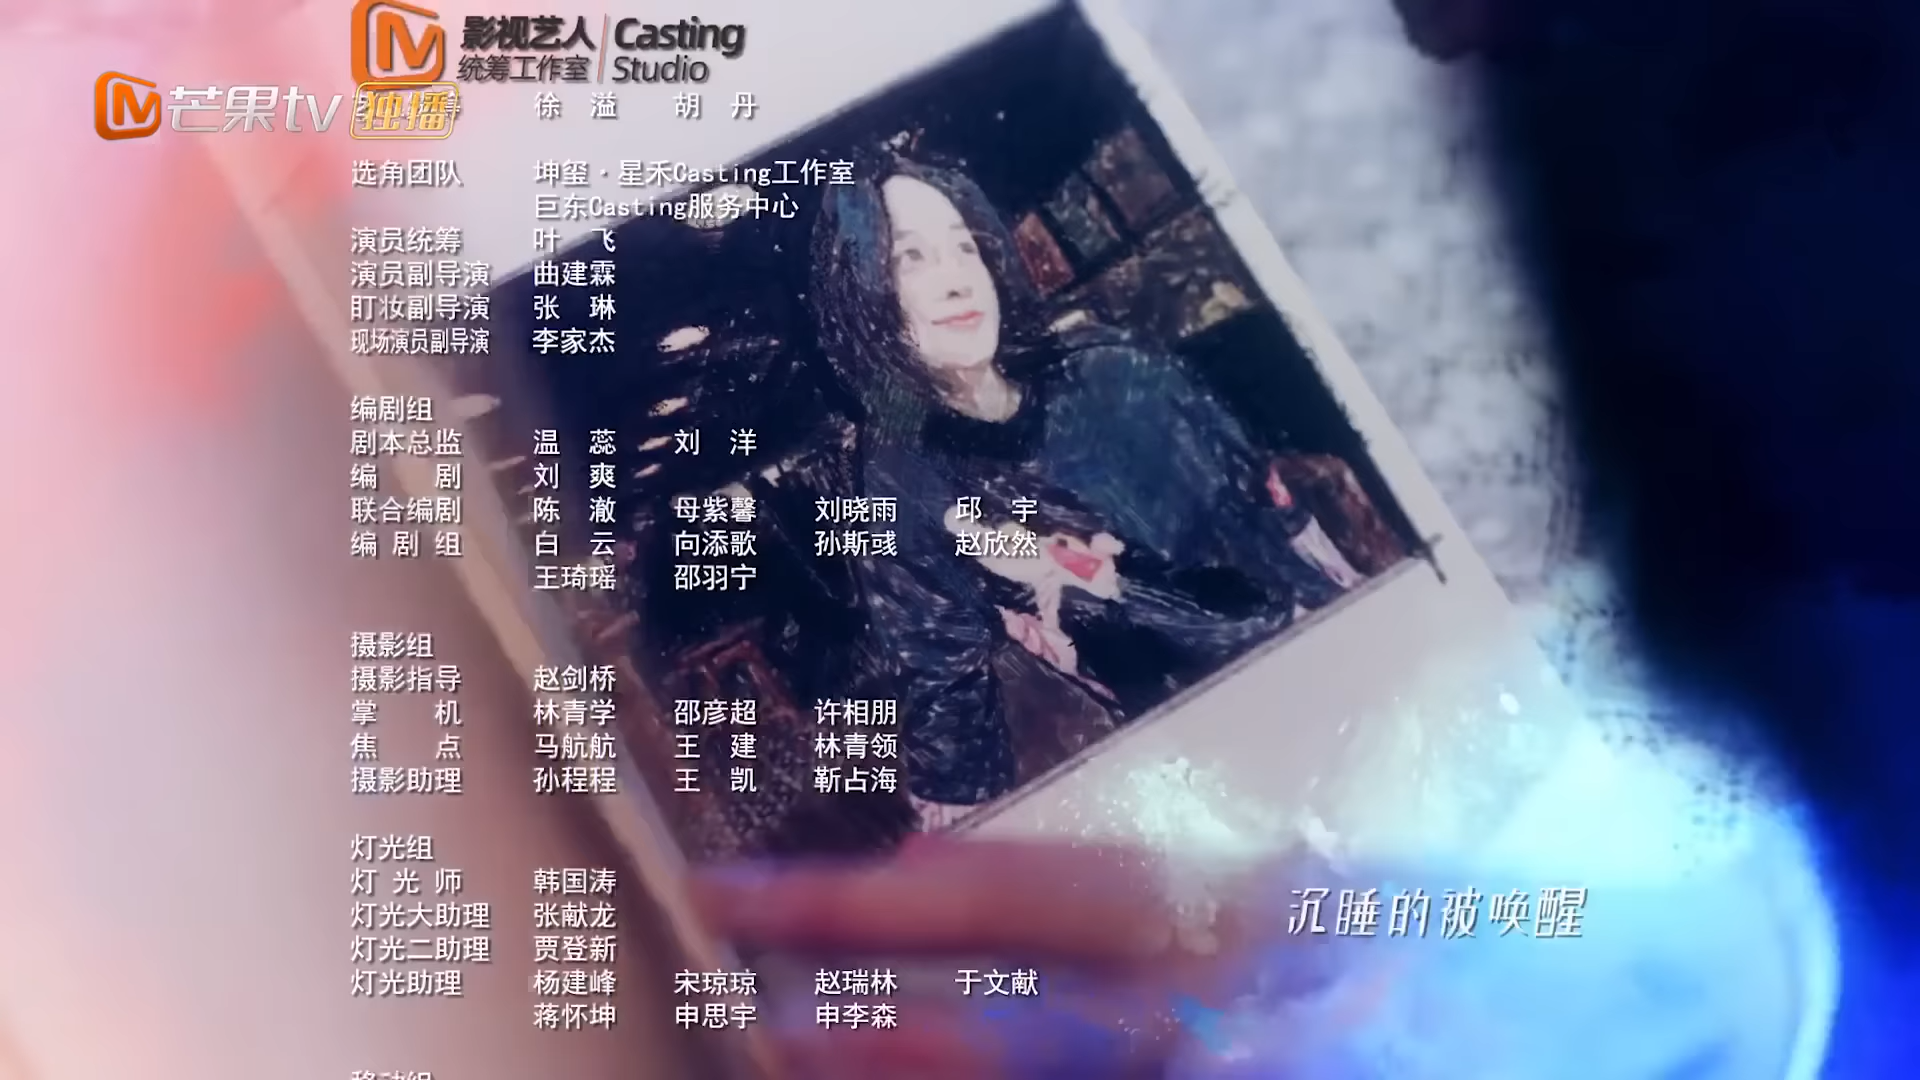 影视艺人 Casting
统筹工作室 Studio
芒果tv 独播
徐溢 胡丹
选角团队 坤玺·星禾Casting工作室
巨东Casting服务中心
演员统筹 叶飞
演员副导演 曲建霖
盯妆副导演 张琳
现场演员副导演 李家杰
编剧组
剧本总监 温蕊 刘洋
编剧 刘爽
联合编剧 陈澈 母紫馨 刘晓雨 邱宇
编剧组 白云 向添歌 孙斯彧 赵欣然
王琦瑶 邵羽宁
摄影组
摄影指导 赵剑桥
掌机 林青学 邵彦超 许相朋
焦点 马航航 王建 林青领
摄影助理 孙程程 王凯 靳占海
灯光组
灯光师 韩国涛
灯光大助理 张献龙
灯光二助理 贾登新
灯光助理 杨建峰 宋琼琼 赵瑞林 于文献
蒋怀坤 申思宇 申李森
沉睡的被唤醒